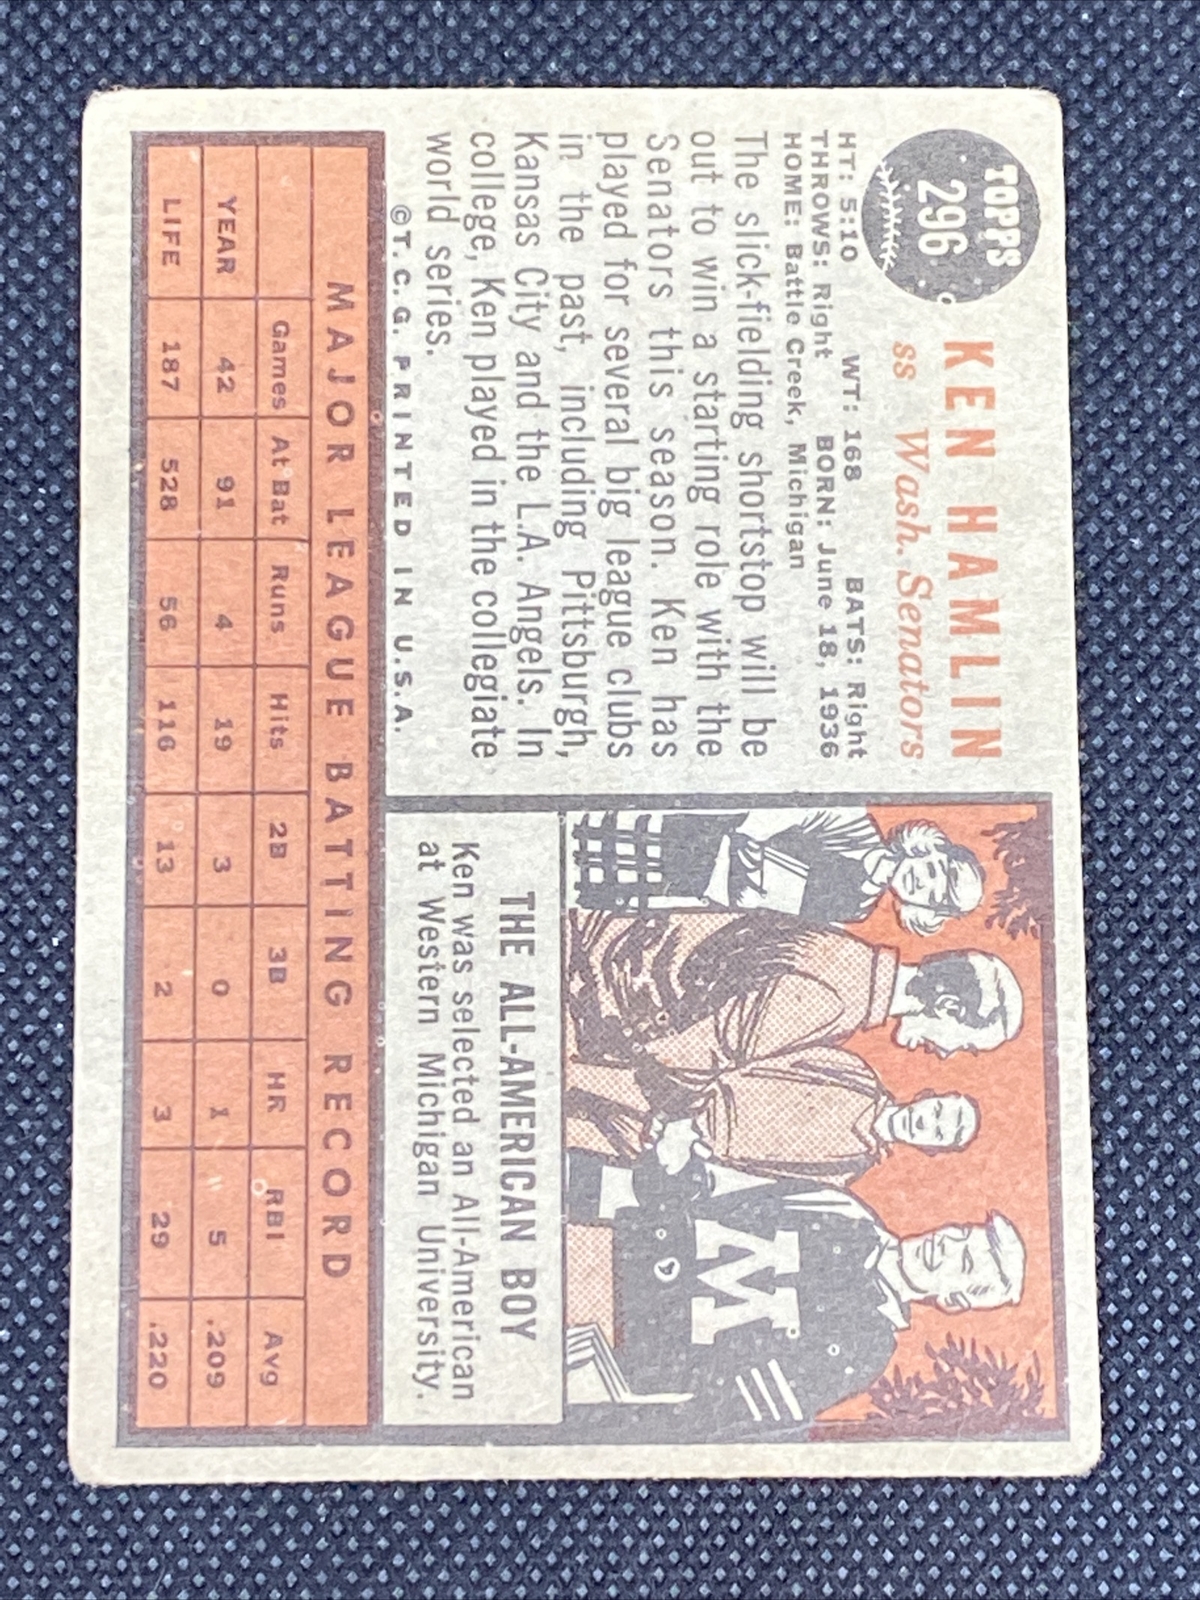 TOPPS
296
KEN HAMLIN
ss Wash. Senators
HT: 5:10 WT: 168 BATS: Right
THROWS: Right BORN: June 18, 1936
HOME: Battle Creek, Michigan
The slick-fielding shortstop will be
out to win a starting role with the
Senators this season. Ken has
played for several big league clubs
in the past, including Pittsburgh,
Kansas City and the L.A. Angels. In
college, Ken played in the collegiate
world series.
©T.C.G. PRINTED IN U.S.A.
M
THE ALL-AMERICAN BOY
Ken was selected an All-American
at Western Michigan University.
MAJOR LEAGUE BATTING RECORD
Games At Bat Runs Hits 2B 3B HR RBI Avg
YEAR 42 91 4 19 3 0 1 5 .209
LIFE 187 528 56 116 13 2 3 29 .220